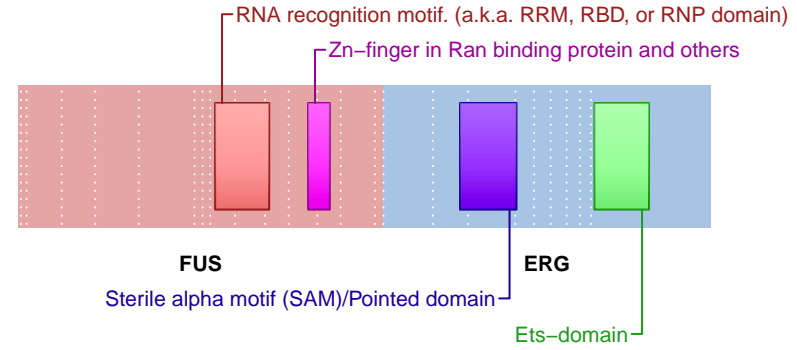 RNA recognition motif. (a.k.a. RRM, RBD, or RNP domain)
Zn−finger in Ran binding protein and others
FUS
ERG
Sterile alpha motif (SAM)/Pointed domain
Ets−domain